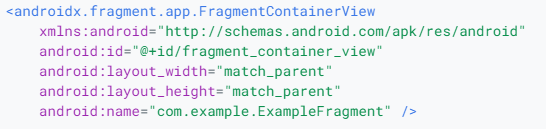 <androidx.fragment.app.FragmentContainerView
    xmlns:android="http://schemas.android.com/apk/res/android"
    android:id="@+id/fragment_container_view"
    android:layout_width="match_parent"
    android:layout_height="match_parent"
    android:name="com.example.ExampleFragment" />